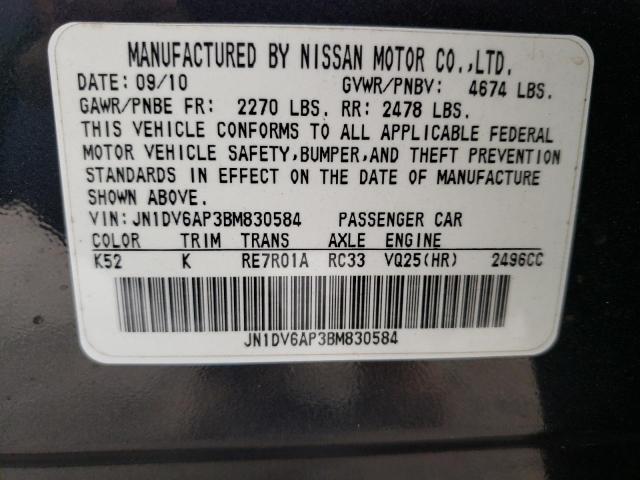 MANUFACTURED BY NISSAN MOTOR CO.,LTD.
DATE: 09/10 GVWR/PNBV: 4674 LBS.
GAWR/PNBE FR: 2270 LBS. RR: 2478 LBS.
THIS VEHICLE CONFORMS TO ALL APPLICABLE FEDERAL
MOTOR VEHICLE SAFETY,BUMPER,AND THEFT PREVENTION
STANDARDS IN EFFECT ON THE DATE OF MANUFACTURE
SHOWN ABOVE.
VIN:JN1DV6AP3BM830584 PASSENGER CAR
COLOR TRIM TRANS AXLE ENGINE
K52 K RE7R01A RC33 VQ25(HR) 2496CC
JN1DV6AP3BM830584